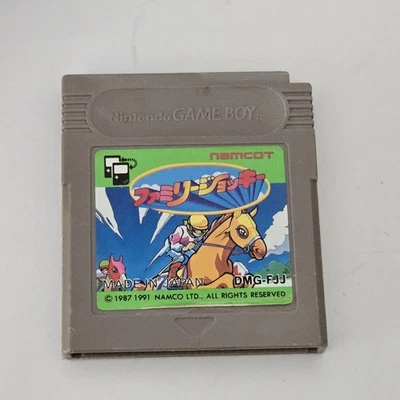 Nintendo GAME BOY TM
namcot
ファミリージョッキー
MADE IN JAPAN DMG-FJJ
© 1987 1991 NAMCO LTD., ALL RIGHTS RESERVED